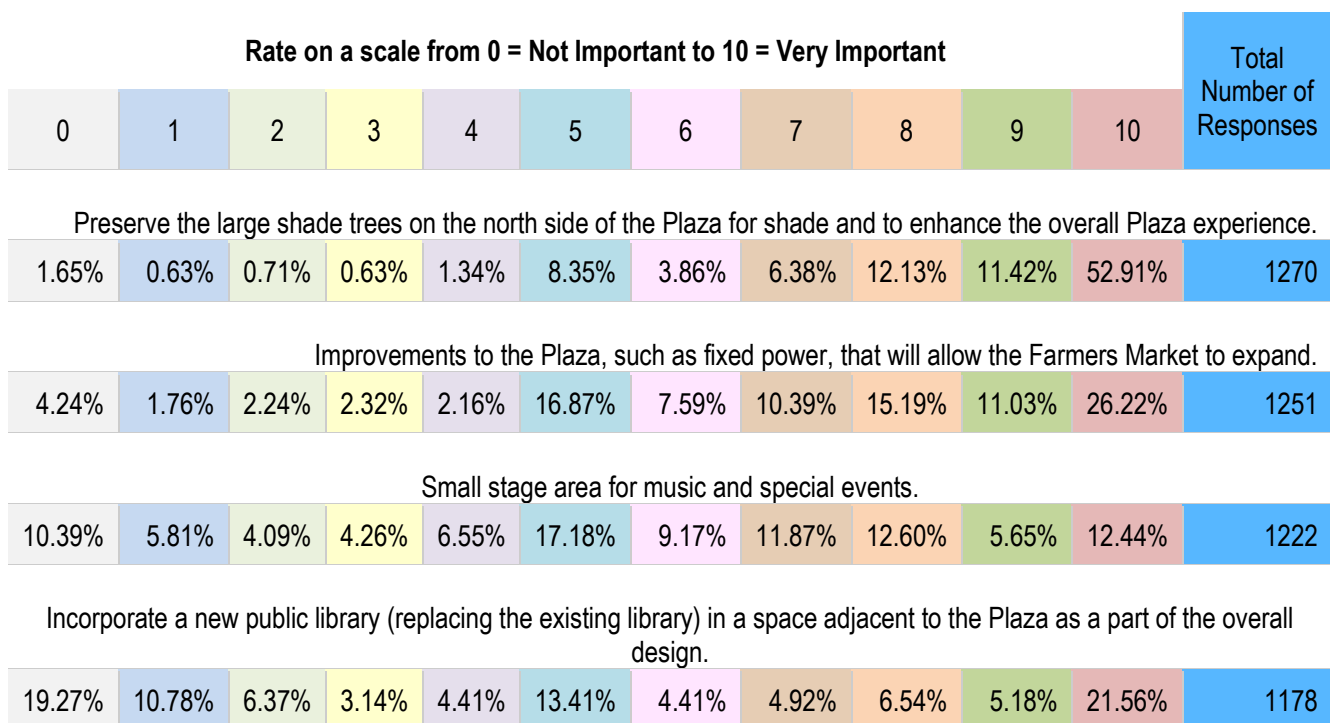 Rate on a scale from 0 = Not Important to 10 = Very Important
Total
Number of
Responses
0 1 2 3 4 5 6 7 8 9 10
Preserve the large shade trees on the north side of the Plaza for shade and to enhance the overall Plaza experience.
1.65% 0.63% 0.71% 0.63% 1.34% 8.35% 3.86% 6.38% 12.13% 11.42% 52.91% 1270
Improvements to the Plaza, such as fixed power, that will allow the Farmers Market to expand.
4.24% 1.76% 2.24% 2.32% 2.16% 16.87% 7.59% 10.39% 15.19% 11.03% 26.22% 1251
Small stage area for music and special events.
10.39% 5.81% 4.09% 4.26% 6.55% 17.18% 9.17% 11.87% 12.60% 5.65% 12.44% 1222
Incorporate a new public library (replacing the existing library) in a space adjacent to the Plaza as a part of the overall
design.
19.27% 10.78% 6.37% 3.14% 4.41% 13.41% 4.41% 4.92% 6.54% 5.18% 21.56% 1178